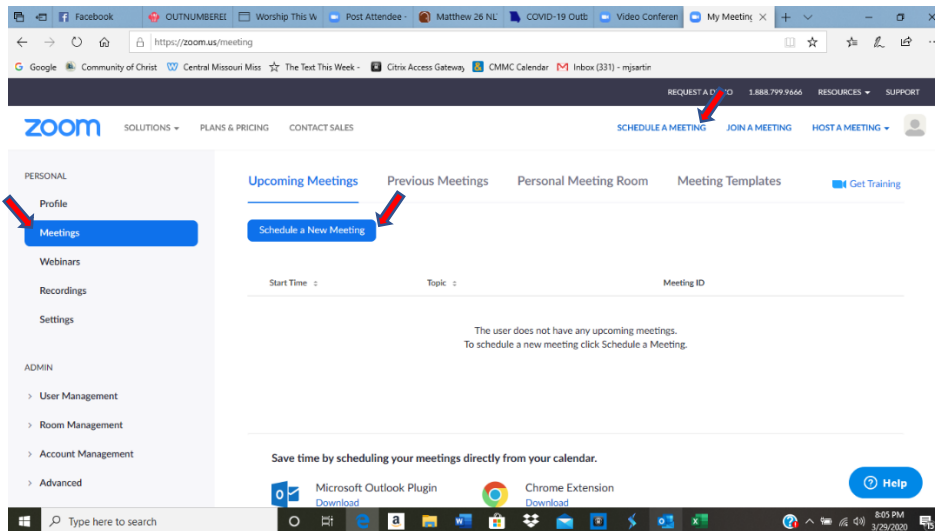 Facebook OUTNUMBERE Worship This W Post Attendee - Matthew 26 NL COVID-19 Outb Video Conferen My Meeting
https://zoom.us/meeting
Google Community of Christ Central Missouri Miss The Text This Week - Citrix Access Gateway CMMC Calendar Inbox (331) - mjsartin
REQUEST A 1.888.799.9666 RESOURCES SUPPORT
zoom SOLUTIONS PLANS & PRICING CONTACT SALES SCHEDULE A MEETING JOIN A MEETING HOST A MEETING
PERSONAL
Upcoming Meetings Previous Meetings Personal Meeting Room Meeting Templates Get Training
Profile
Meetings Schedule a New Meeting
Webinars
Recordings Start Time Topic Meeting ID
Settings
The user does not have any upcoming meetings.
To schedule a new meeting click Schedule a Meeting.
ADMIN
User Management
Room Management
Account Management
Save time by scheduling your meetings directly from your calendar.
Advanced
Microsoft Outlook Plugin Chrome Extension
Download Download
Help
Type here to search
8:05 PM
3/29/2020